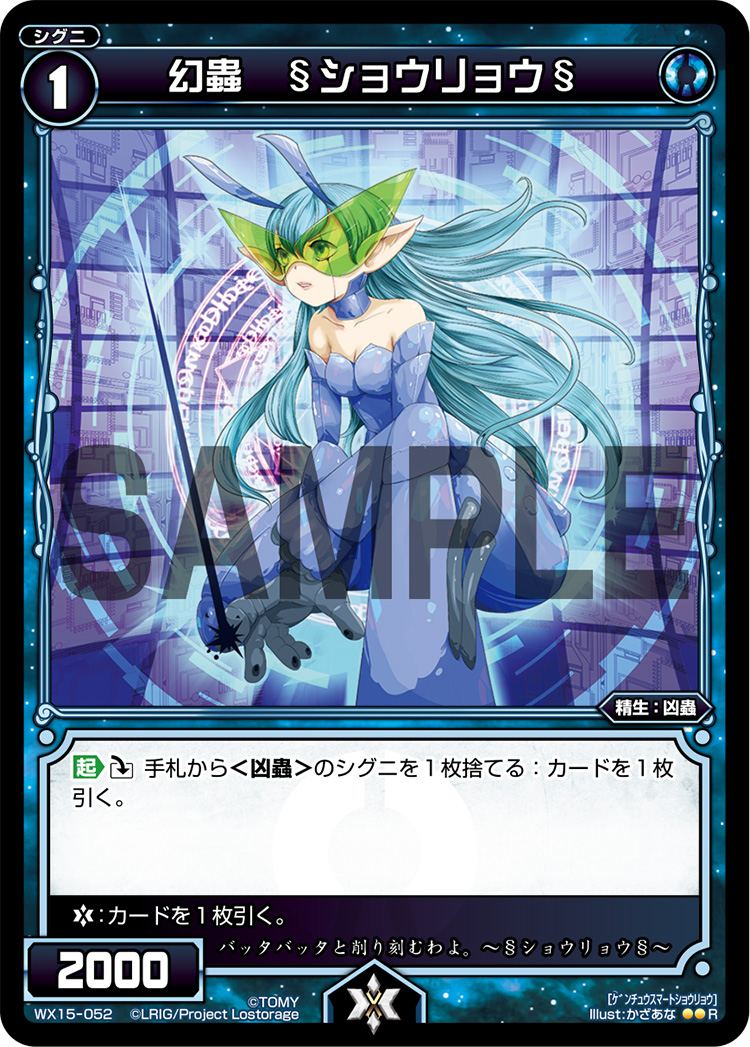 シグニ
1
幻蟲 §ショウリョウ§
SAMPLE
精生：凶蟲
起 手札から<凶蟲>のシグニを1枚捨てる：カードを1枚
引く。
：カードを1枚引く。
バッタバッタと削り刻むわよ。～§ショウリョウ§～
2000
©TOMY
[ｹﾞﾝﾁｭｳｽﾏｰﾄｼｮｳﾘｮｳ]
WX15-052 ©LRIG/Project Lostorage
Illust:かざあな
R